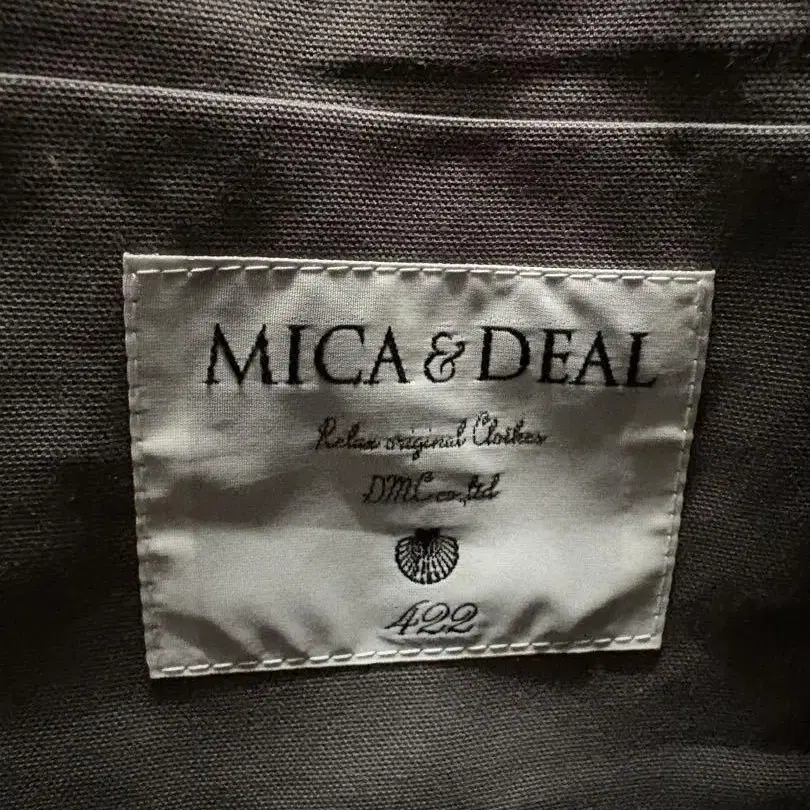 MICA & DEAL
Relax original Clothes
DMC co.,ltd
422